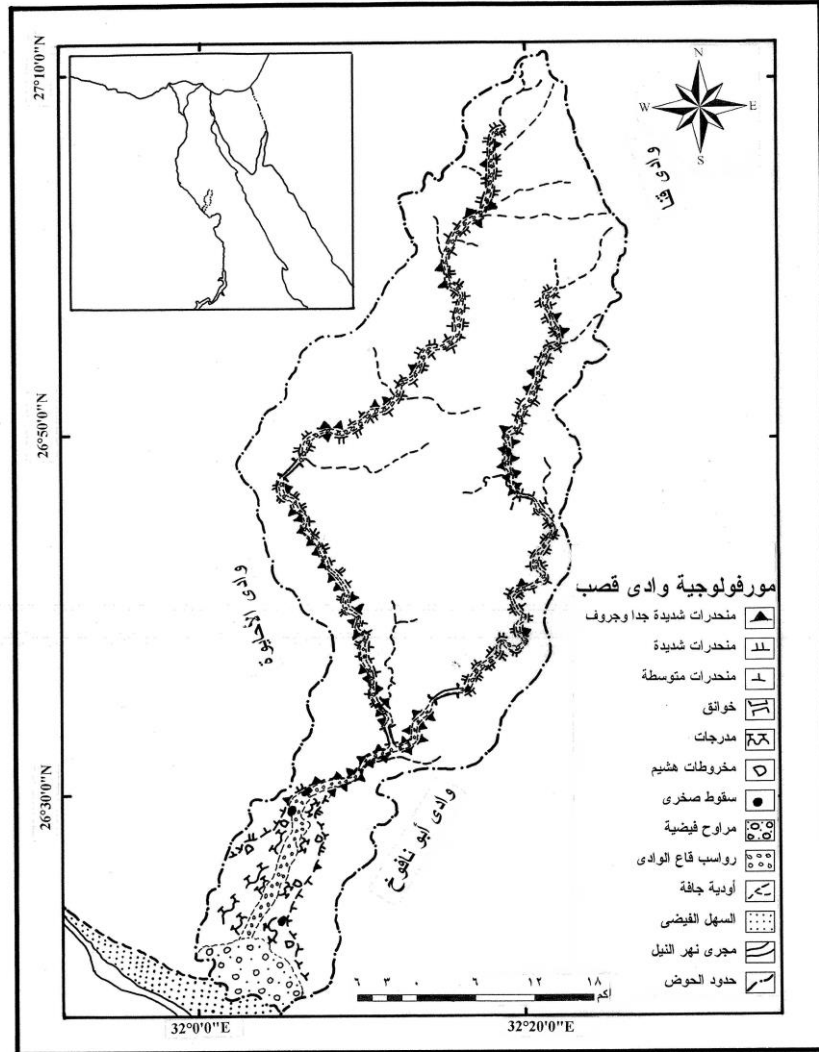 27°10'0"N
26°50'0"N
26°30'0"N
32°0'0"E
32°20'0"E
N
W
E
S
وادى قنا
وادى الأحايوة
وادى أبو نافوخ
مورفولوجية وادى قصب
منحدرات شديدة جدا وجروف
منحدرات شديدة
منحدرات متوسطة
خوانق
مدرجات
مخروطات هشيم
سقوط صخرى
مراوح فيضية
رواسب قاع الوادى
أودية جافة
السهل الفيضى
مجرى نهر النيل
حدود الحوض
٦ ٣ ٠ ٦ ١٢ ١٨
كم